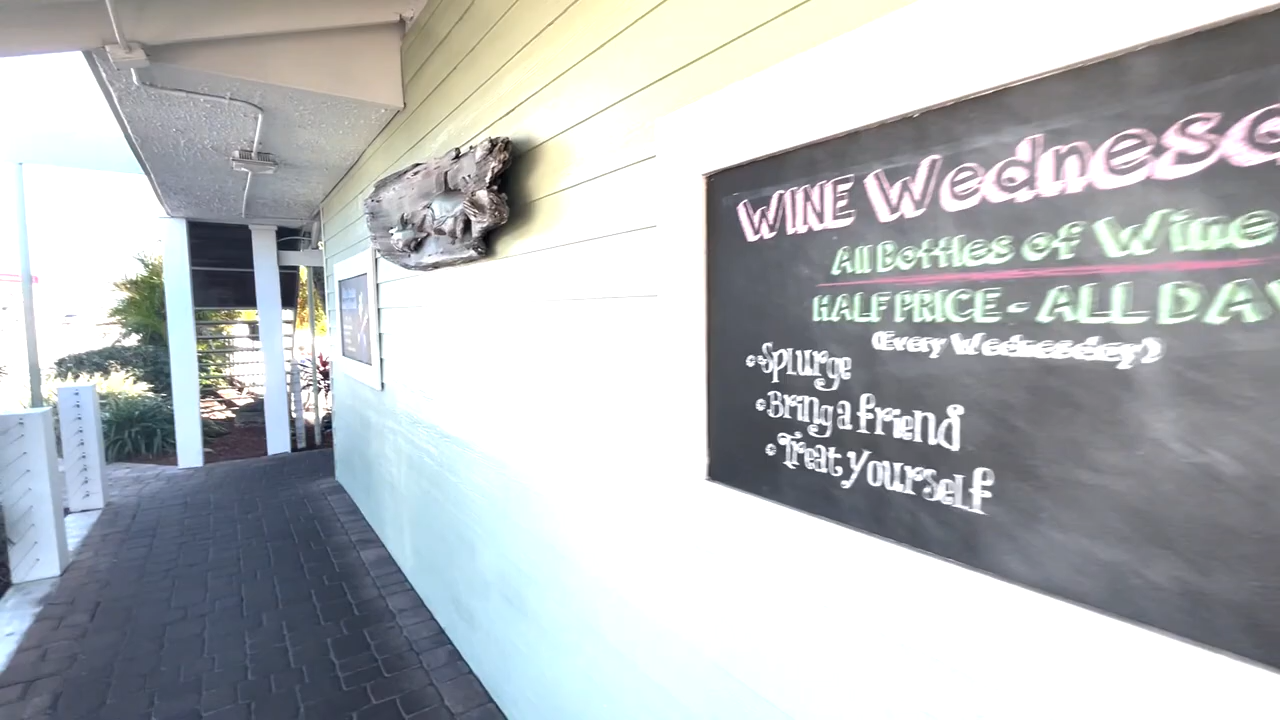 WINE Wednes
All Bottles of Wine
HALF PRICE - ALL DA
(Every Wednesday)
• Splurge
• Bring a friend
• Treat yourself